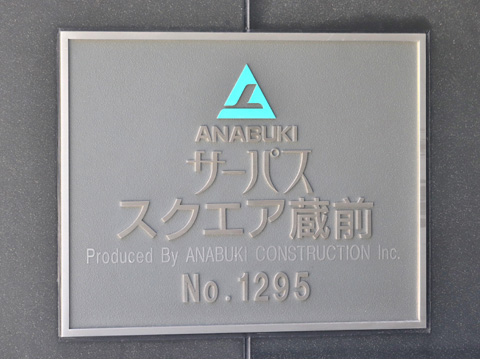 ANABUKI
サーパス
スクエア蔵前
Produced By ANABUKI CONSTRUCTION Inc.
No.1295